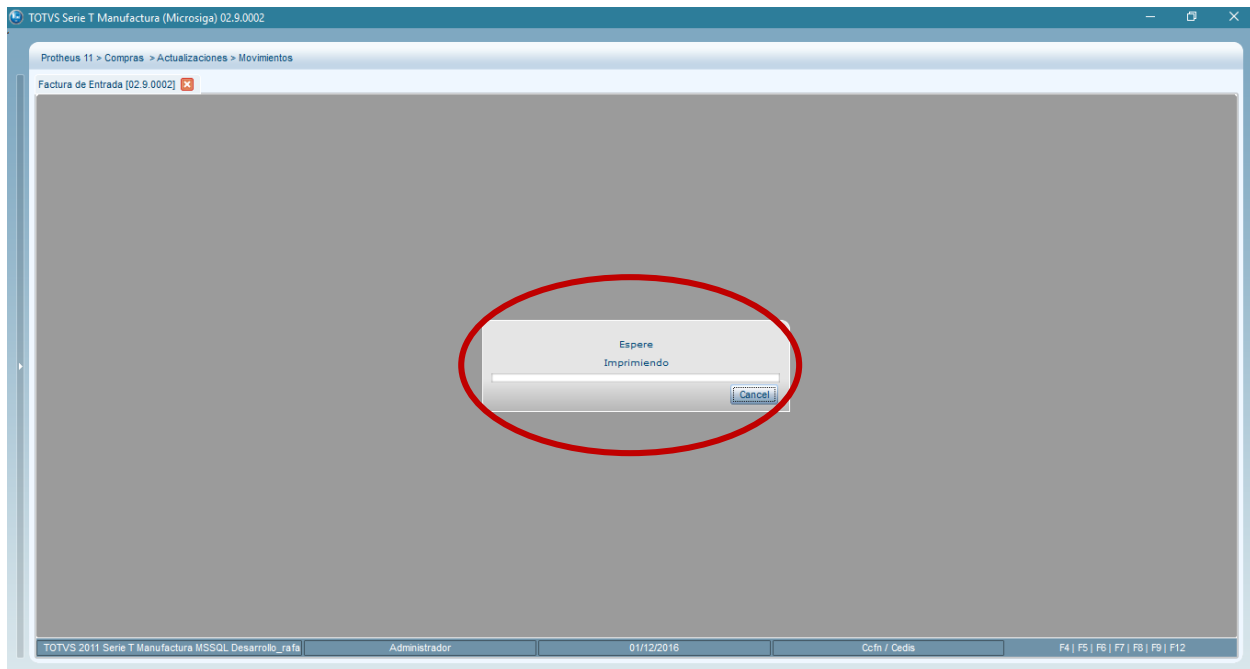 TOTVS Serie T Manufactura (Microsiga) 02.9.0002
Protheus 11 > Compras > Actualizaciones > Movimientos
Factura de Entrada [02.9.0002]
Espere
Imprimiendo
Cancel
TOTVS 2011 Serie T Manufactura MSSQL Desarrollo_rafa
Administrador
01/12/2016
Ccfn / Cedis
F4 | F5 | F6 | F7 | F8 | F9 | F12